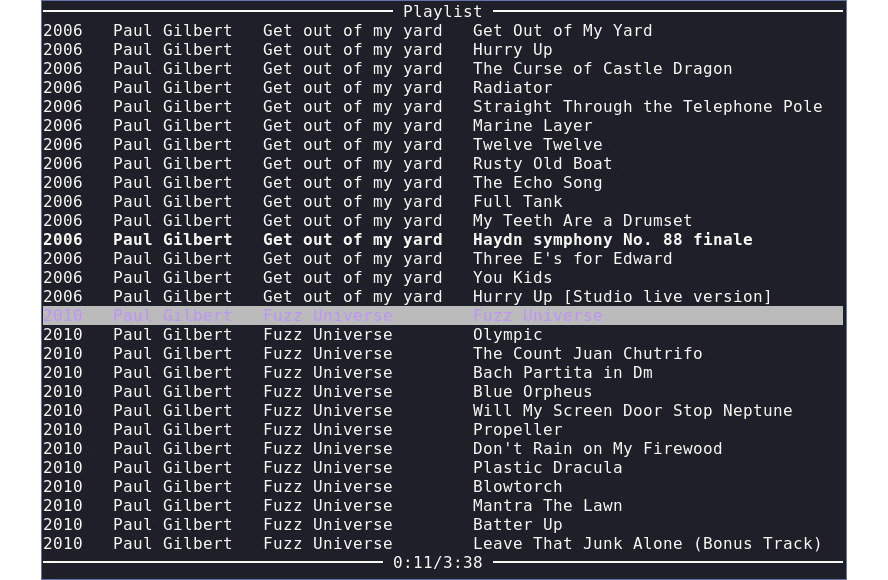 Playlist
2006 Paul Gilbert Get out of my yard Get Out of My Yard
2006 Paul Gilbert Get out of my yard Hurry Up
2006 Paul Gilbert Get out of my yard The Curse of Castle Dragon
2006 Paul Gilbert Get out of my yard Radiator
2006 Paul Gilbert Get out of my yard Straight Through the Telephone Pole
2006 Paul Gilbert Get out of my yard Marine Layer
2006 Paul Gilbert Get out of my yard Twelve Twelve
2006 Paul Gilbert Get out of my yard Rusty Old Boat
2006 Paul Gilbert Get out of my yard The Echo Song
2006 Paul Gilbert Get out of my yard Full Tank
2006 Paul Gilbert Get out of my yard My Teeth Are a Drumset
2006 Paul Gilbert Get out of my yard Haydn symphony No. 88 finale
2006 Paul Gilbert Get out of my yard Three E's for Edward
2006 Paul Gilbert Get out of my yard You Kids
2006 Paul Gilbert Get out of my yard Hurry Up [Studio live version]
2010 Paul Gilbert Fuzz Universe Fuzz Universe
2010 Paul Gilbert Fuzz Universe Olympic
2010 Paul Gilbert Fuzz Universe The Count Juan Chutrifo
2010 Paul Gilbert Fuzz Universe Bach Partita in Dm
2010 Paul Gilbert Fuzz Universe Blue Orpheus
2010 Paul Gilbert Fuzz Universe Will My Screen Door Stop Neptune
2010 Paul Gilbert Fuzz Universe Propeller
2010 Paul Gilbert Fuzz Universe Don't Rain on My Firewood
2010 Paul Gilbert Fuzz Universe Plastic Dracula
2010 Paul Gilbert Fuzz Universe Blowtorch
2010 Paul Gilbert Fuzz Universe Mantra The Lawn
2010 Paul Gilbert Fuzz Universe Batter Up
2010 Paul Gilbert Fuzz Universe Leave That Junk Alone (Bonus Track)
0:11/3:38